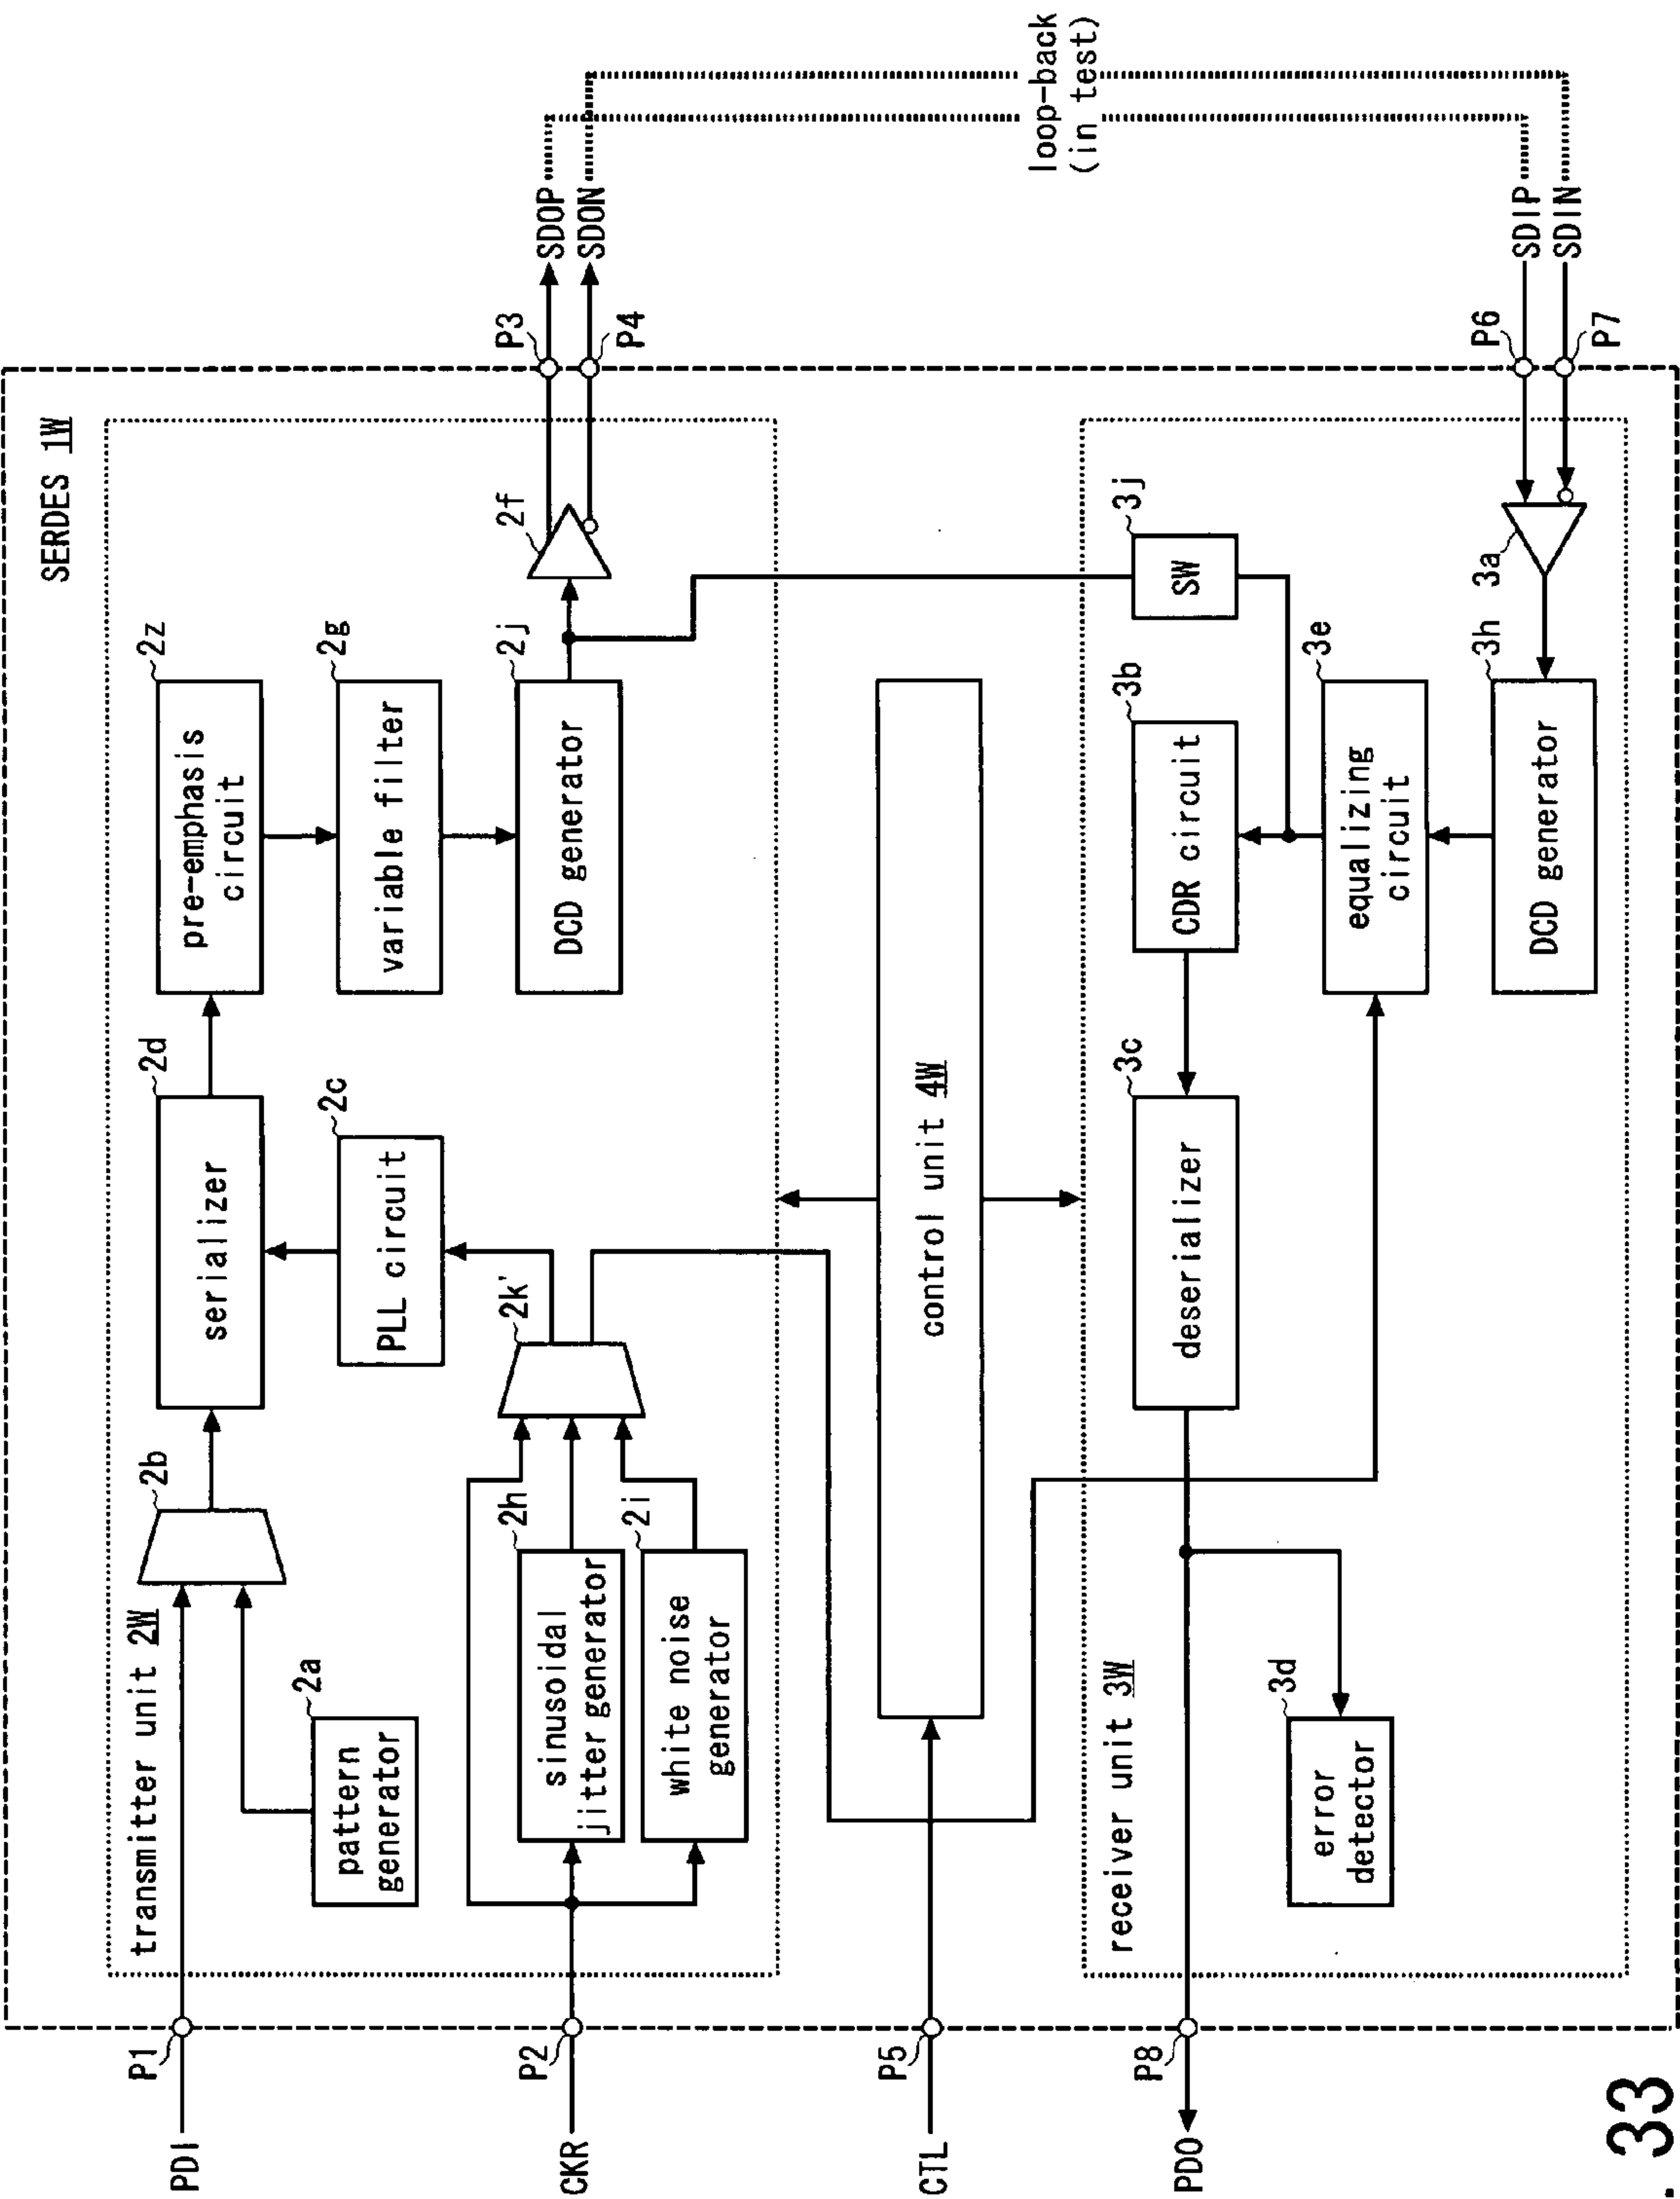 SERDES 1W
PDI
P1
transmitter unit 2W
2b
2d
serializer
2z
pre-emphasis
circuit
2a
pattern
generator
2c
PLL circuit
2g
variable filter
CKR
P2
2h
sinusoidal
jitter generator
2i
white noise
generator
2k'
2j
DCD generator
2f
P3
P4
SDOP
SDON
CTL
P5
control unit 4W
loop-back
(in test)
PDO
P8
receiver unit 3W
3c
deserializer
3b
CDR circuit
3j
SW
3d
error
detector
3e
equalizing
circuit
3h
DCD generator
3a
P6
P7
SDIP
SDIN
. 33